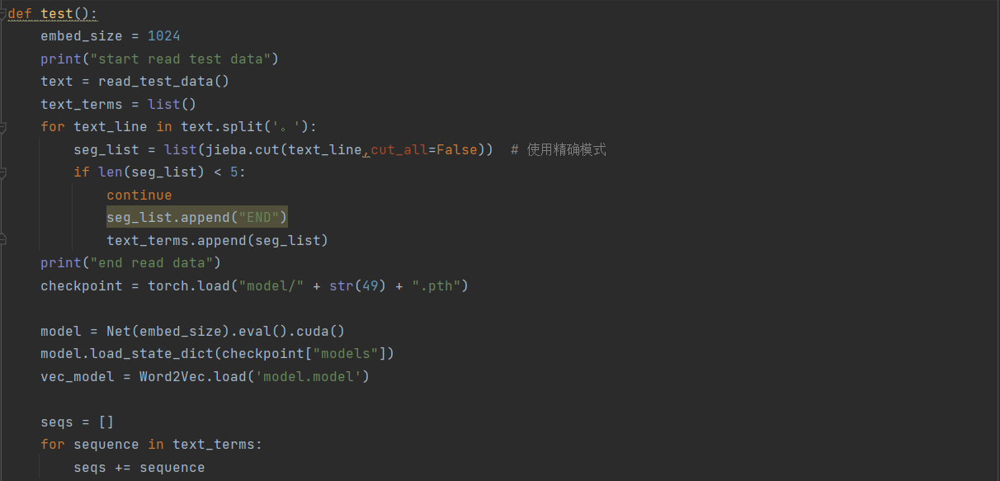 def test():
    embed_size = 1024
    print("start read test data")
    text = read_test_data()
    text_terms = list()
    for text_line in text.split('。'):
        seg_list = list(jieba.cut(text_line,cut_all=False))  # 使用精确模式
        if len(seg_list) < 5:
            continue
            seg_list.append("END")
            text_terms.append(seg_list)
    print("end read data")
    checkpoint = torch.load("model/" + str(49) + ".pth")
    model = Net(embed_size).eval().cuda()
    model.load_state_dict(checkpoint["models"])
    vec_model = Word2Vec.load('model.model')
    seqs = []
    for sequence in text_terms:
        seqs += sequence